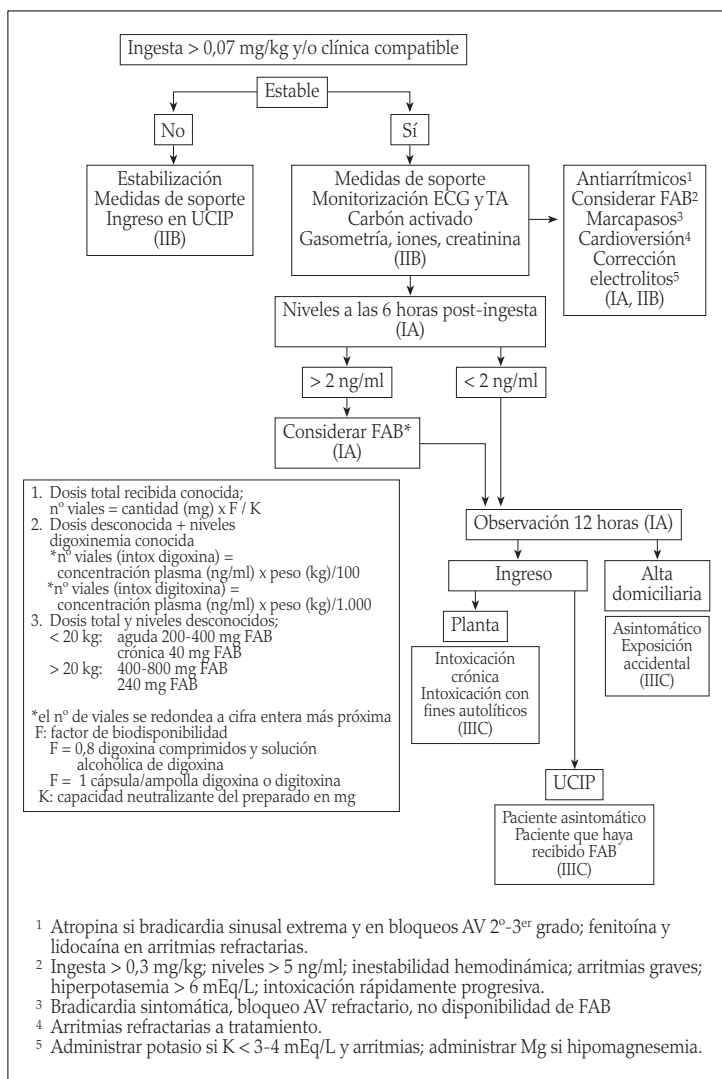 Ingesta > 0,07 mg/kg y/o clínica compatible
Estable
No
Sí
Estabilización
Medidas de soporte
Ingreso en UCIP
(IIB)
Medidas de soporte
Monitorización ECG y TA
Carbón activado
Gasometría, iones, creatinina
(IIB)
Antiarrítmicos¹
Considerar FAB²
Marcapasos³
Cardioversión⁴
Corrección
electrolitos⁵
(IA, IIB)
Niveles a las 6 horas post-ingesta
(IA)
> 2 ng/ml
< 2 ng/ml
Considerar FAB*
(IA)
1. Dosis total recibida conocida;
nº viales = cantidad (mg) x F / K
2. Dosis desconocida + niveles
digoxinemia conocida
*nº viales (intox digoxina) =
concentración plasma (ng/ml) x peso (kg)/100
*nº viales (intox digitoxina) =
concentración plasma (ng/ml) x peso (kg)/1.000
3. Dosis total y niveles desconocidos;
< 20 kg: aguda 200-400 mg FAB
crónica 40 mg FAB
> 20 kg: 400-800 mg FAB
240 mg FAB
*el nº de viales se redondea a cifra entera más próxima
F: factor de biodisponibilidad
F = 0,8 digoxina comprimidos y solución
alcohólica de digoxina
F = 1 cápsula/ampolla digoxina o digitoxina
K: capacidad neutralizante del preparado en mg
Observación 12 horas (IA)
Ingreso
Alta
domiciliaria
Planta
Asintomático
Exposición
accidental
(IIIC)
Intoxicación
crónica
Intoxicación con
fines autolíticos
(IIIC)
UCIP
Paciente asintomático
Paciente que haya
recibido FAB
(IIIC)
¹ Atropina si bradicardia sinusal extrema y en bloqueos AV 2º-3er grado; fenitoína y
lidocaína en arritmias refractarias.
² Ingesta > 0,3 mg/kg; niveles > 5 ng/ml; inestabilidad hemodinámica; arritmias graves;
hiperpotasemia > 6 mEq/L; intoxicación rápidamente progresiva.
³ Bradicardia sintomática, bloqueo AV refractario, no disponibilidad de FAB
⁴ Arritmias refractarias a tratamiento.
⁵ Administrar potasio si K < 3-4 mEq/L y arritmias; administrar Mg si hipomagnesemia.